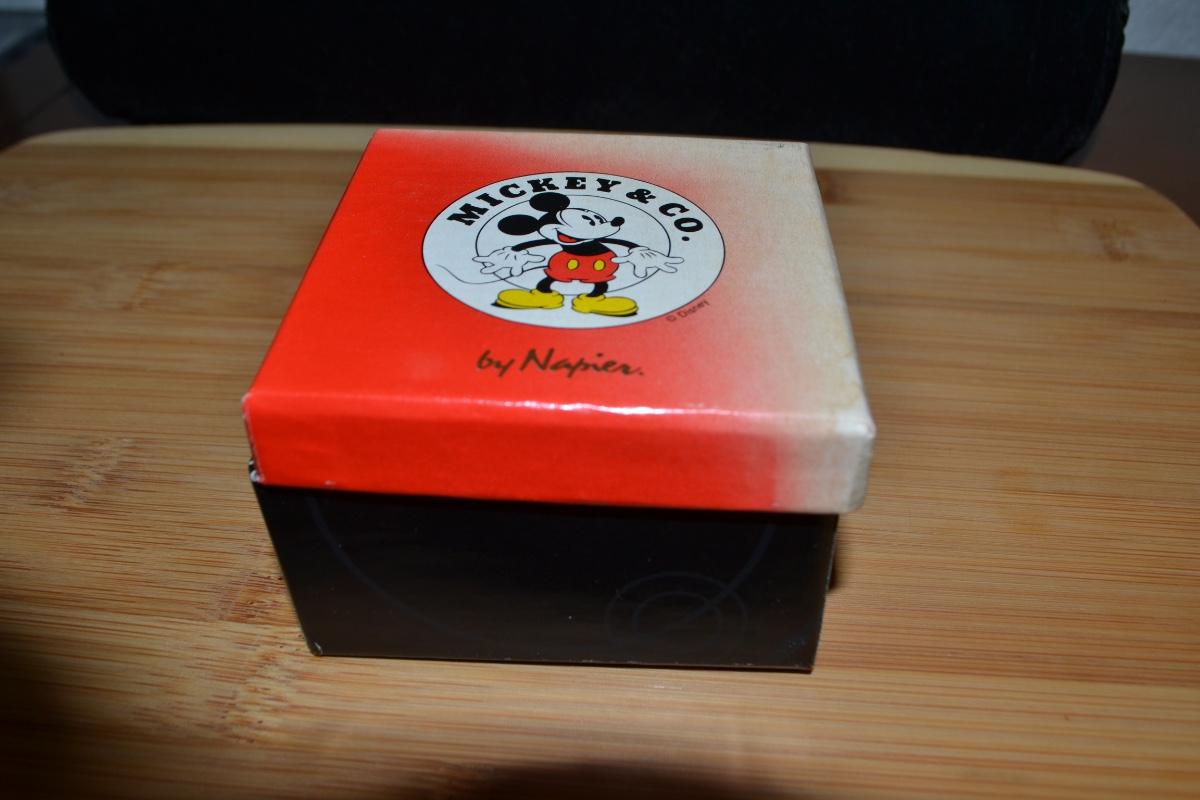 MICKEY & CO.
© Disney
by Napier.